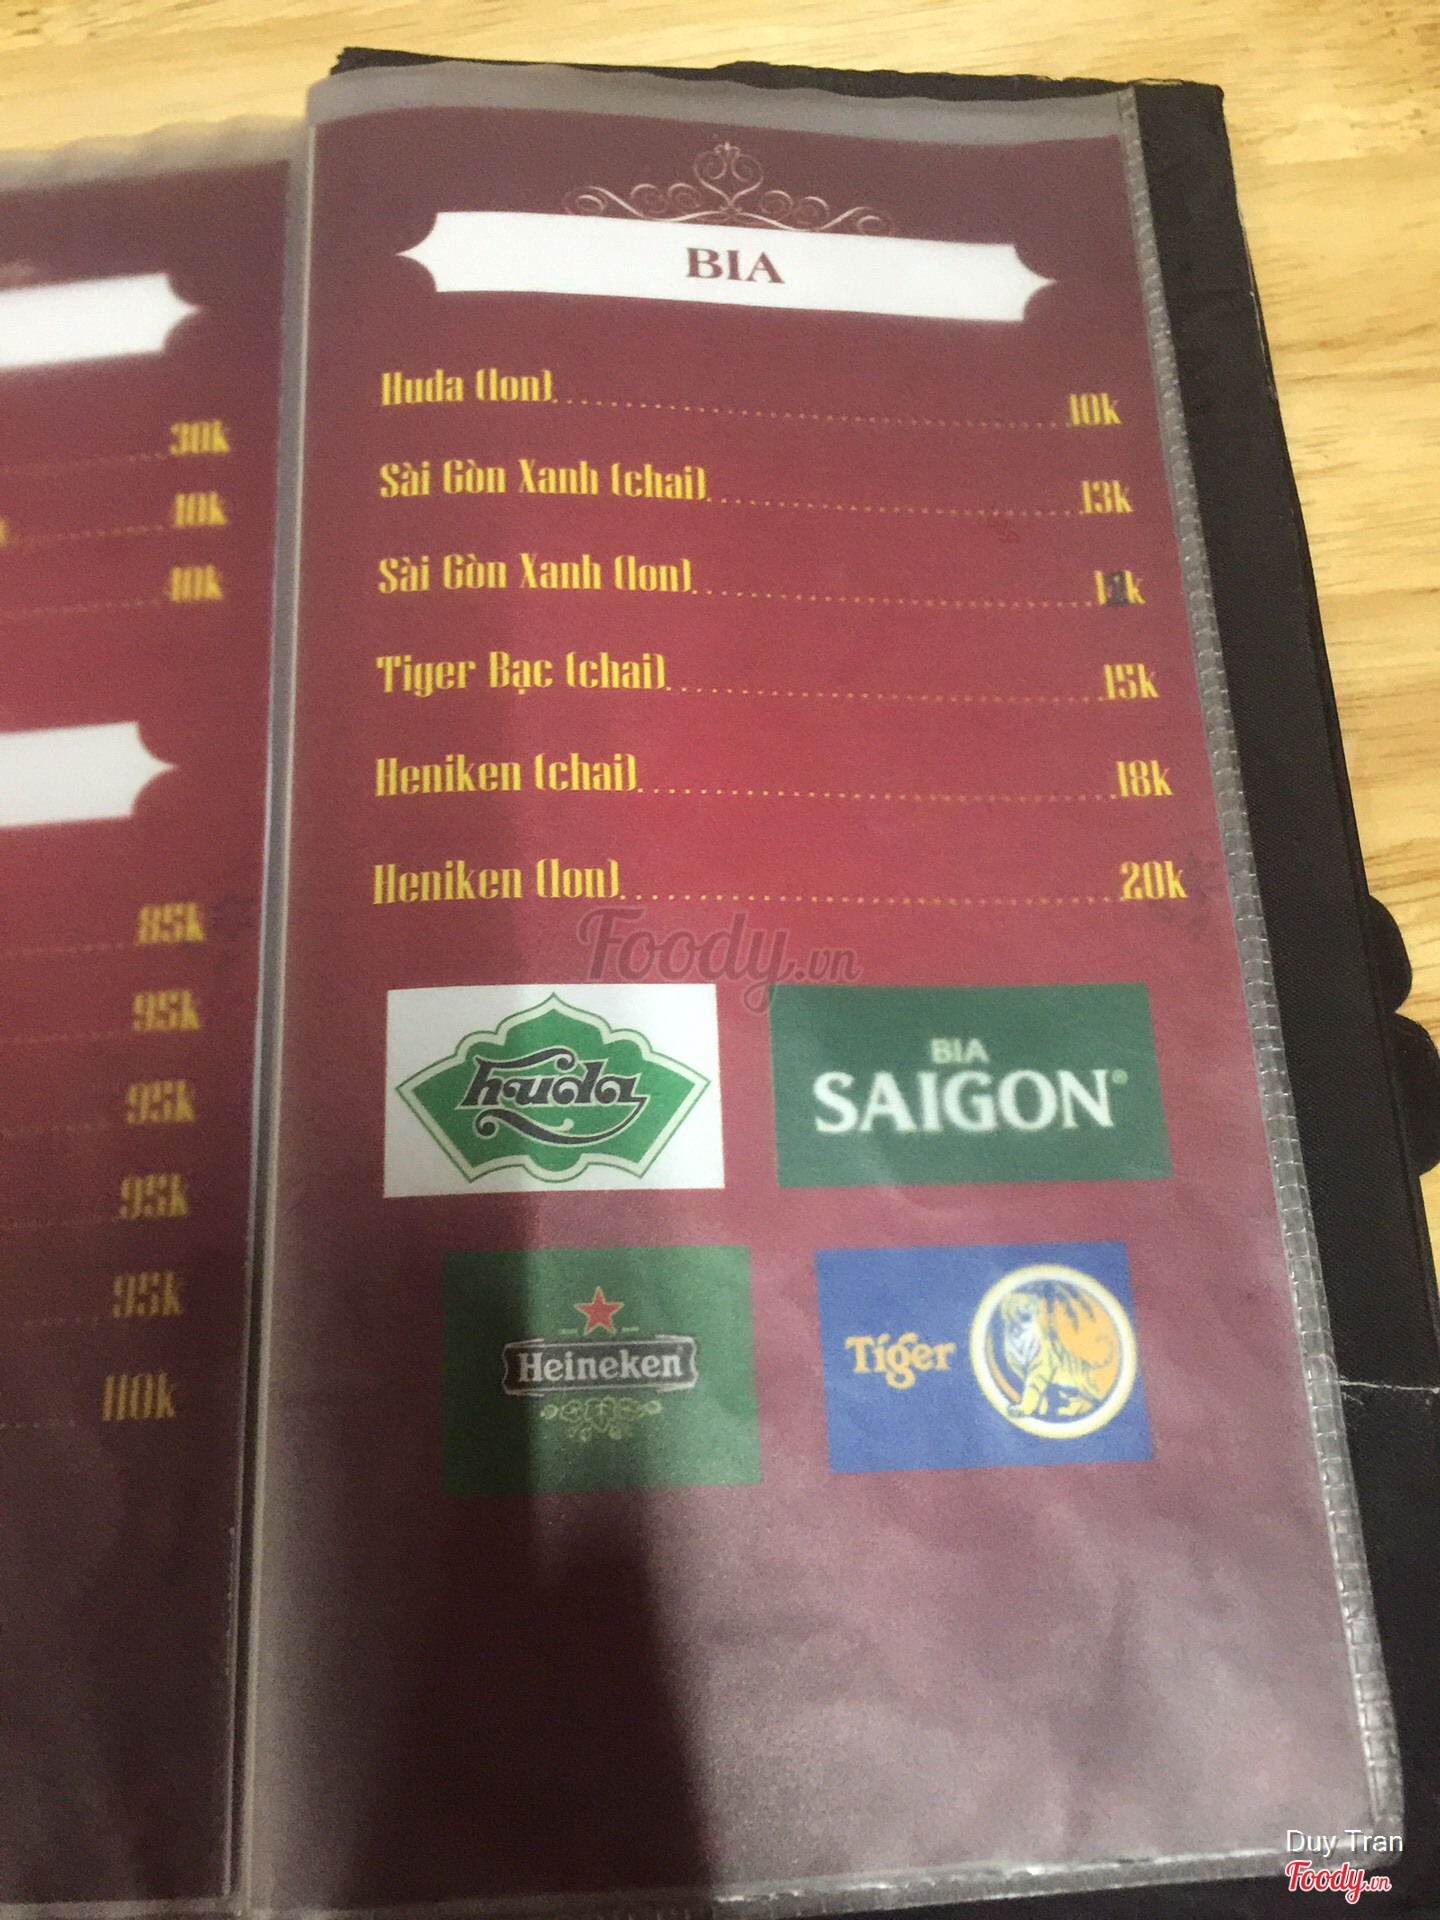 30k
10k
40k
85k
95k
95k
95k
95k
110k
BIA
Huda (lon) 10k
Sài Gòn Xanh (chai) 13k
Sài Gòn Xanh (lon)
Tiger Bạc (chai) 15k
Heniken (chai) 18k
Heniken (lon) 20k
Foody.vn
huda
BIA
SAIGON®
Heineken
Tiger
Duy Tran
Foody.vn